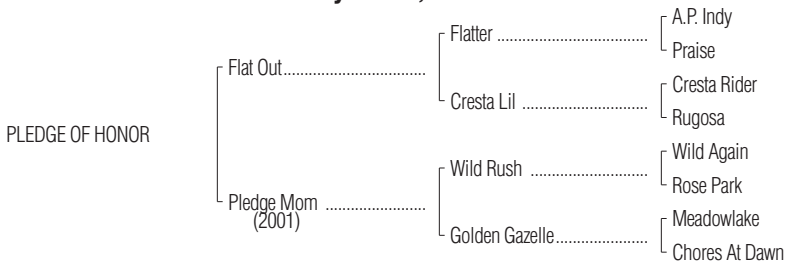 A.P. Indy
Flatter
Praise
Flat Out
Cresta Rider
Cresta Lil
Rugosa
PLEDGE OF HONOR
Wild Again
Wild Rush
Rose Park
Pledge Mom
(2001)
Meadowlake
Golden Gazelle
Chores At Dawn